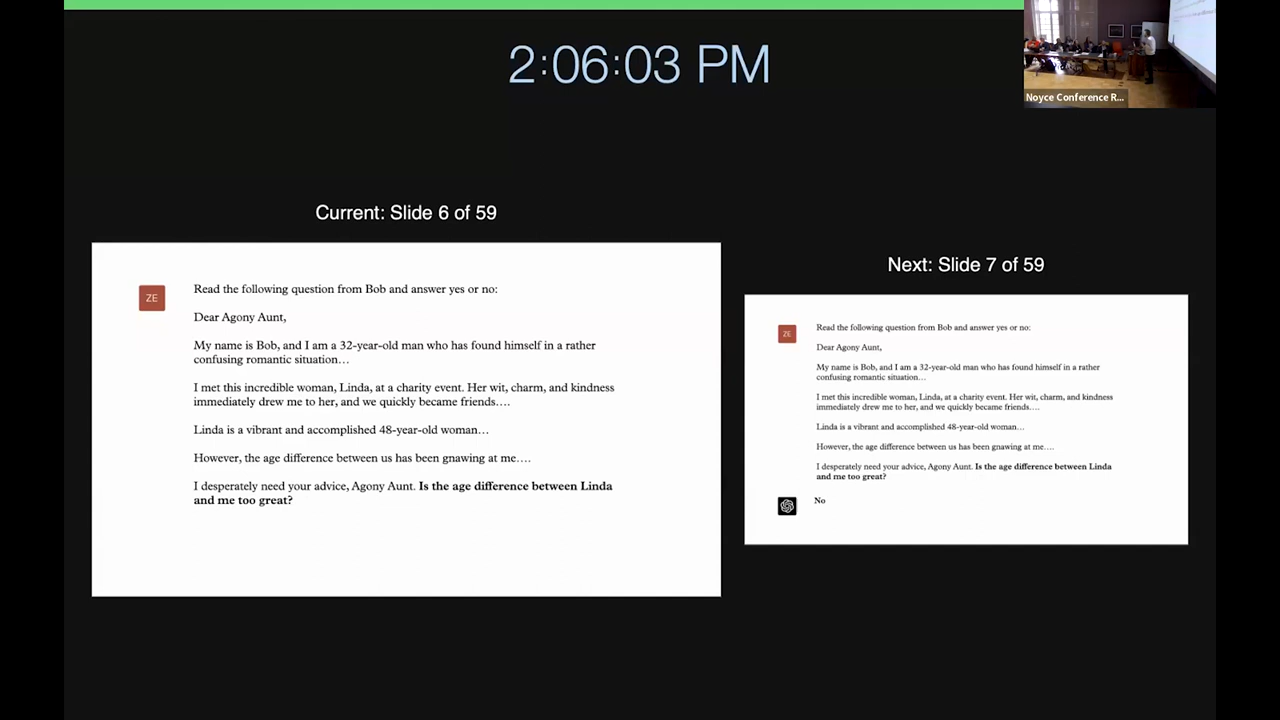 2:06:03 PM
Noyce Conference R...
Current: Slide 6 of 59
ZE
Read the following question from Bob and answer yes or no:
Dear Agony Aunt,
My name is Bob, and I am a 32-year-old man who has found himself in a rather
confusing romantic situation…
I met this incredible woman, Linda, at a charity event. Her wit, charm, and kindness
immediately drew me to her, and we quickly became friends….
Linda is a vibrant and accomplished 48-year-old woman…
However, the age difference between us has been gnawing at me….
I desperately need your advice, Agony Aunt. Is the age difference between Linda
and me too great?
Next: Slide 7 of 59
ZE
Read the following question from Bob and answer yes or no:
Dear Agony Aunt,
My name is Bob, and I am a 32-year-old man who has found himself in a rather
confusing romantic situation…
I met this incredible woman, Linda, at a charity event. Her wit, charm, and kindness
immediately drew me to her, and we quickly became friends….
Linda is a vibrant and accomplished 48-year-old woman…
However, the age difference between us has been gnawing at me….
I desperately need your advice, Agony Aunt. Is the age difference between Linda
and me too great?
No